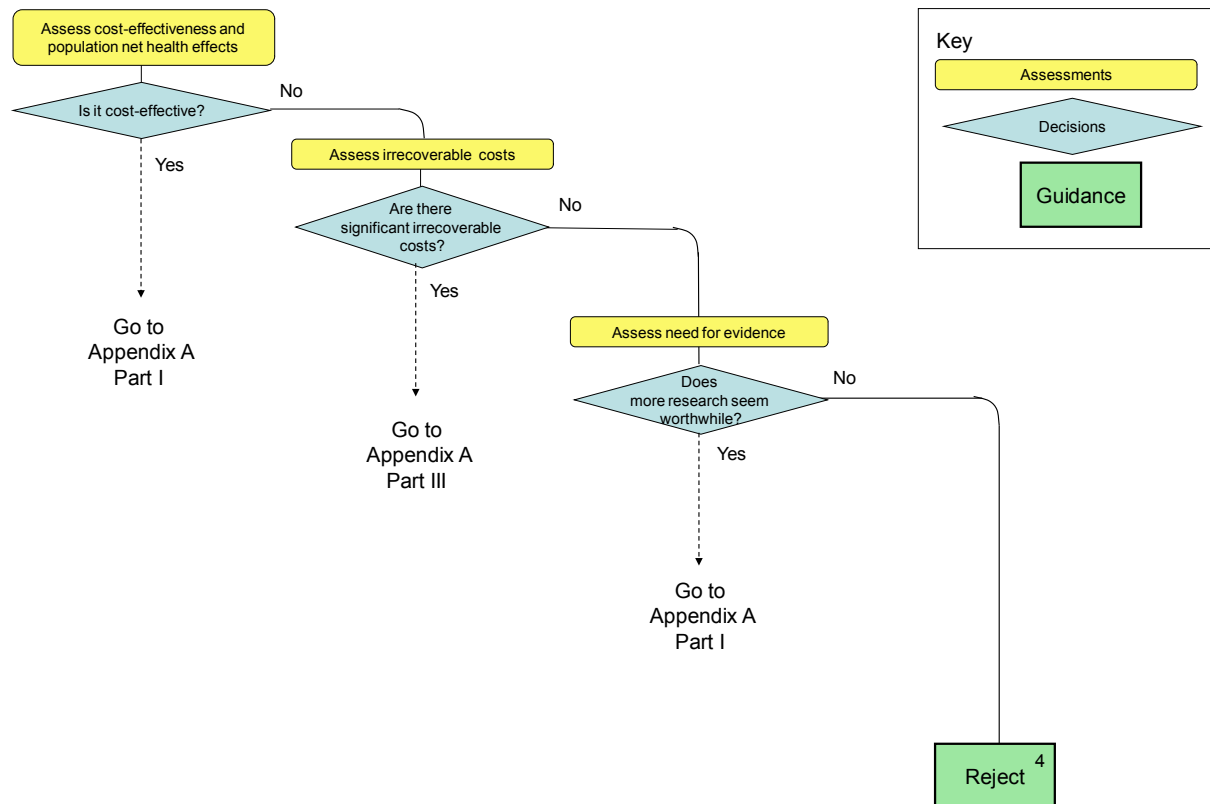 Assess cost-effectiveness and
population net health effects
Is it cost-effective?
No
Yes
Go to
Appendix A
Part I
Assess irrecoverable costs
Are there
significant irrecoverable
costs?
No
Yes
Go to
Appendix A
Part III
Assess need for evidence
Does
more research seem
worthwhile?
No
Yes
Go to
Appendix A
Part I
Reject 4
Key
Assessments
Decisions
Guidance